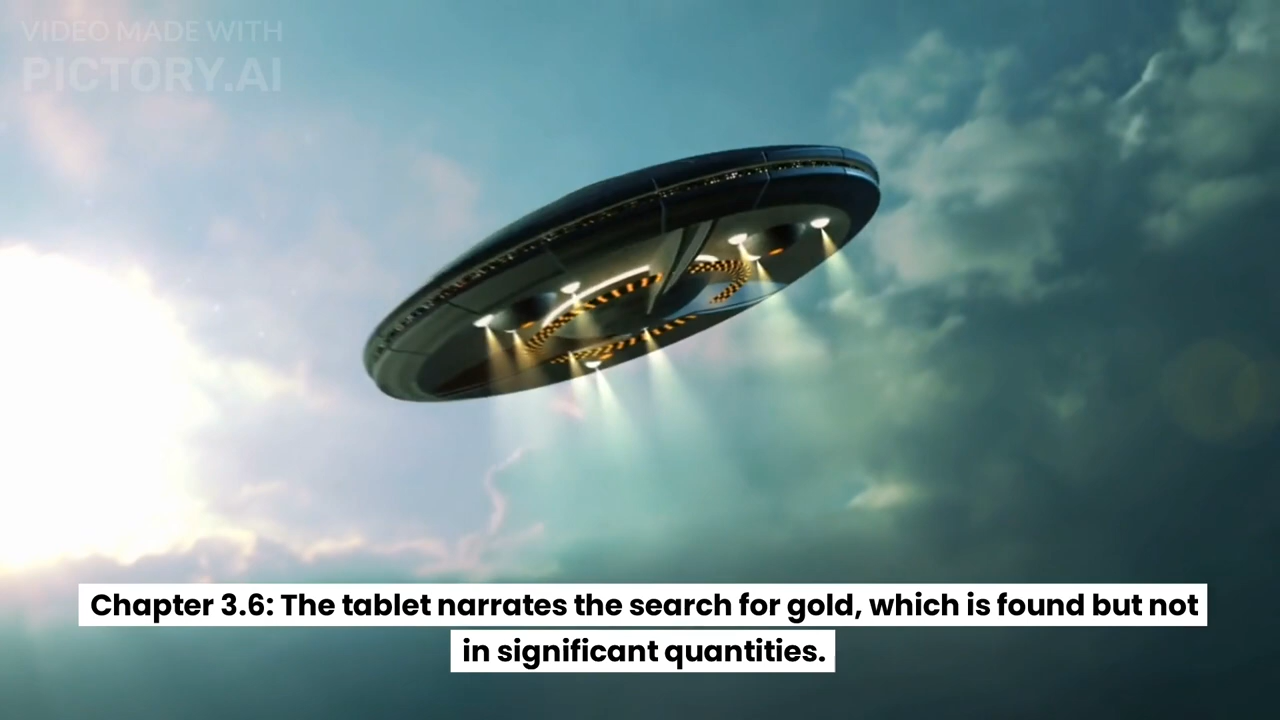 VIDEO MADE WITH
PICTORY.AI
Chapter 3.6: The tablet narrates the search for gold, which is found but not
in significant quantities.